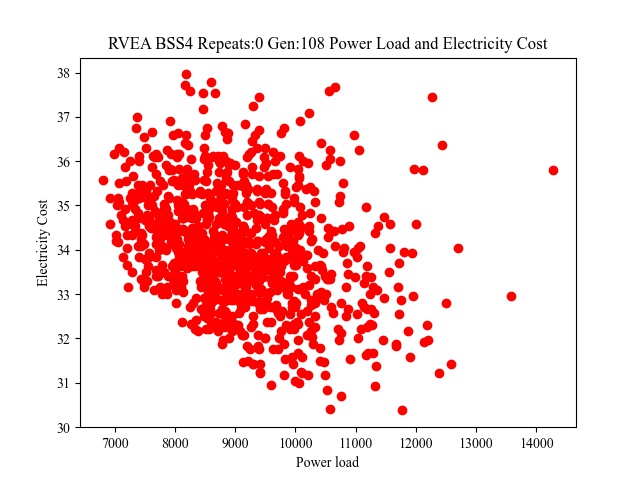 RVEA BSS4 Repeats:0 Gen:108 Power Load and Electricity Cost
38
37
36
35
34
33
32
31
30
Electricity Cost
7000 8000 9000 10000 11000 12000 13000 14000
Power load